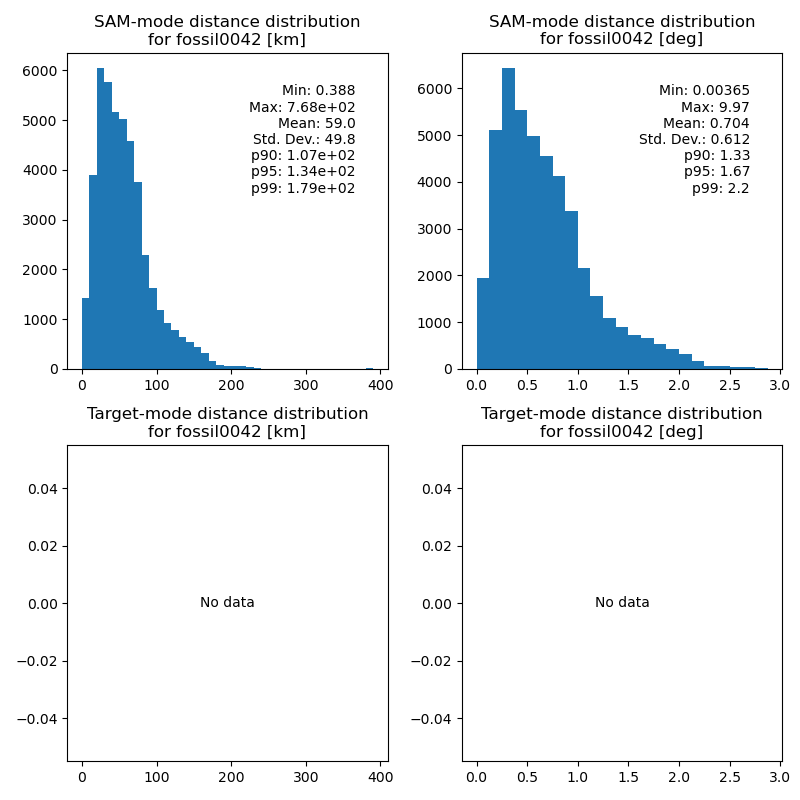 SAM-mode distance distribution
for fossil0042 [km]
6000
5000
4000
3000
2000
1000
0
0 100 200 300 400
Min: 0.388
Max: 7.68e+02
Mean: 59.0
Std. Dev.: 49.8
p90: 1.07e+02
p95: 1.34e+02
p99: 1.79e+02
SAM-mode distance distribution
for fossil0042 [deg]
6000
5000
4000
3000
2000
1000
0
0.0 0.5 1.0 1.5 2.0 2.5 3.0
Min: 0.00365
Max: 9.97
Mean: 0.704
Std. Dev.: 0.612
p90: 1.33
p95: 1.67
p99: 2.2
Target-mode distance distribution
for fossil0042 [km]
0.04
0.02
0.00
−0.02
−0.04
No data
0 100 200 300 400
Target-mode distance distribution
for fossil0042 [deg]
0.04
0.02
0.00
−0.02
−0.04
No data
0.0 0.5 1.0 1.5 2.0 2.5 3.0